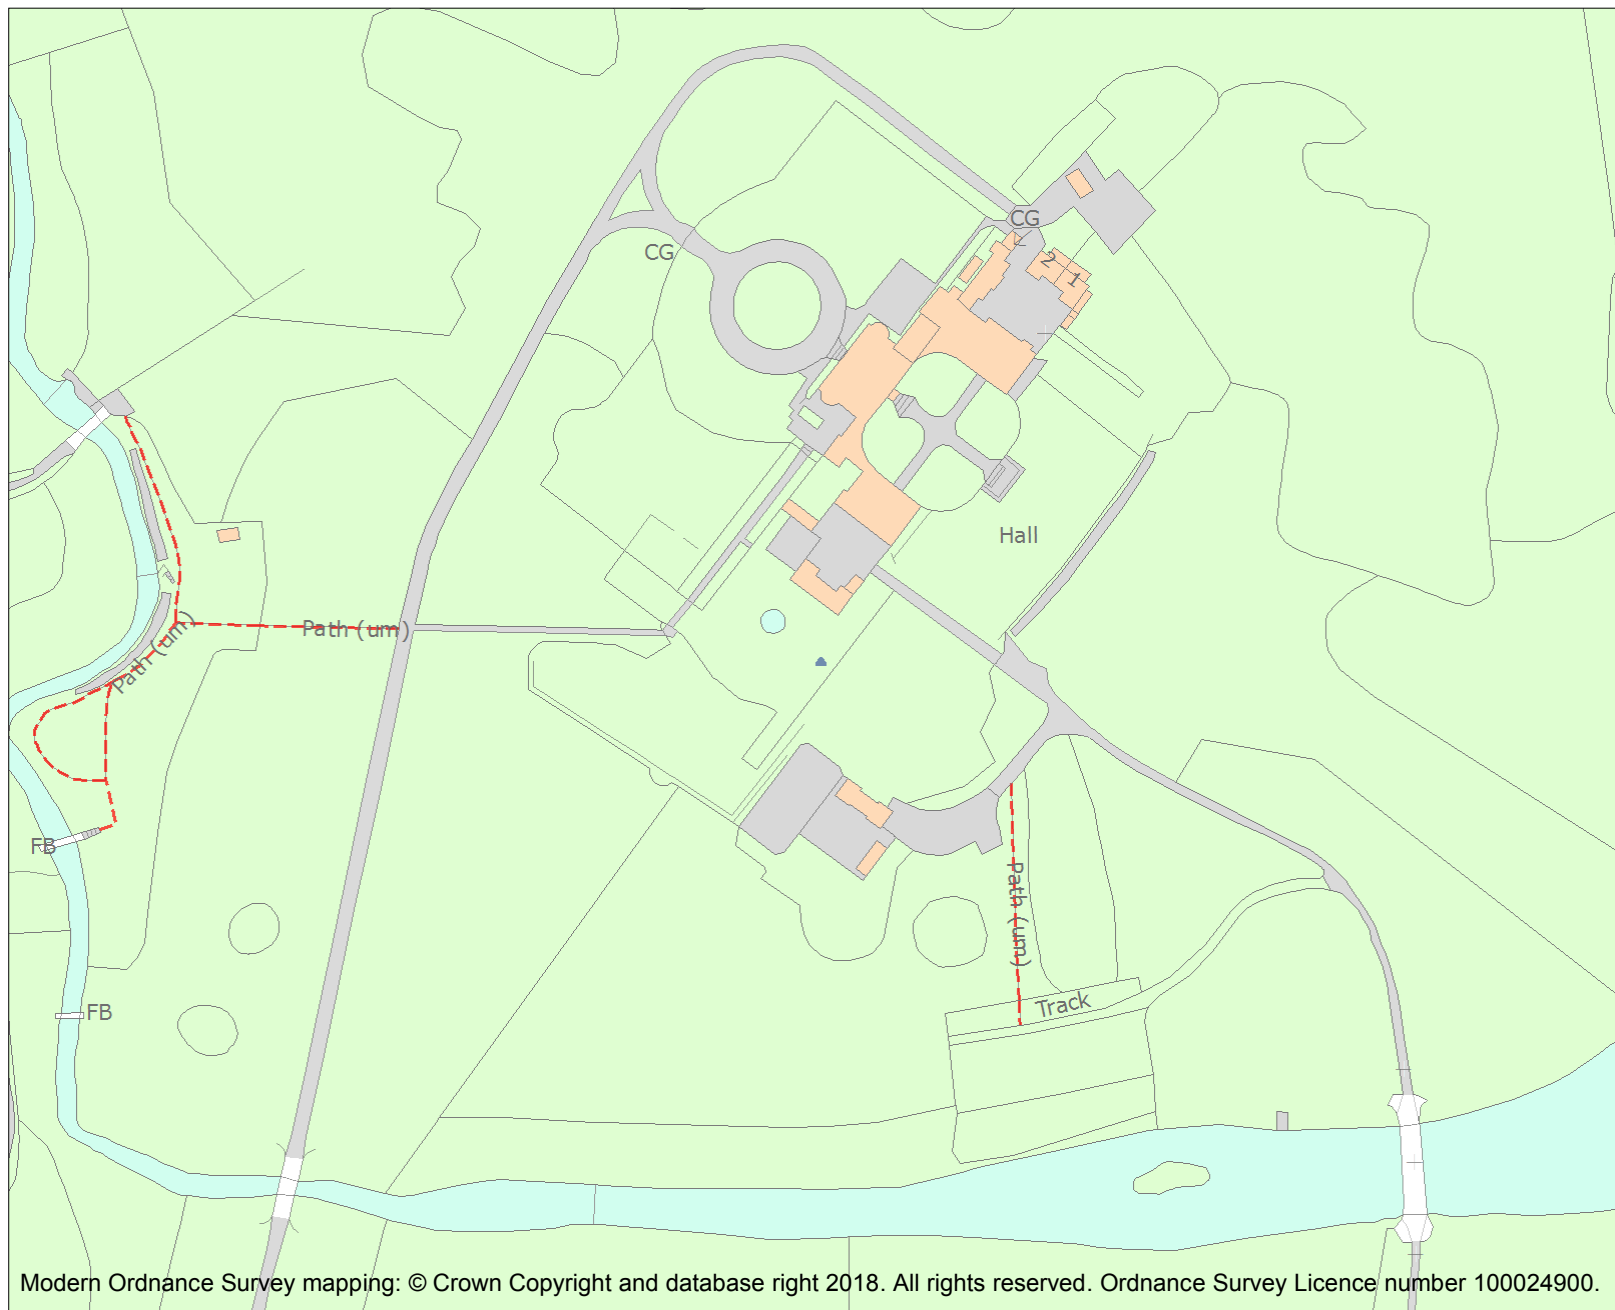 CG
CG
2
1
Hall
Path (um)
Path (um)
FB
Path (um)
Track
FB
Modern Ordnance Survey mapping: © Crown Copyright and database right 2018. All rights reserved. Ordnance Survey Licence number 100024900.